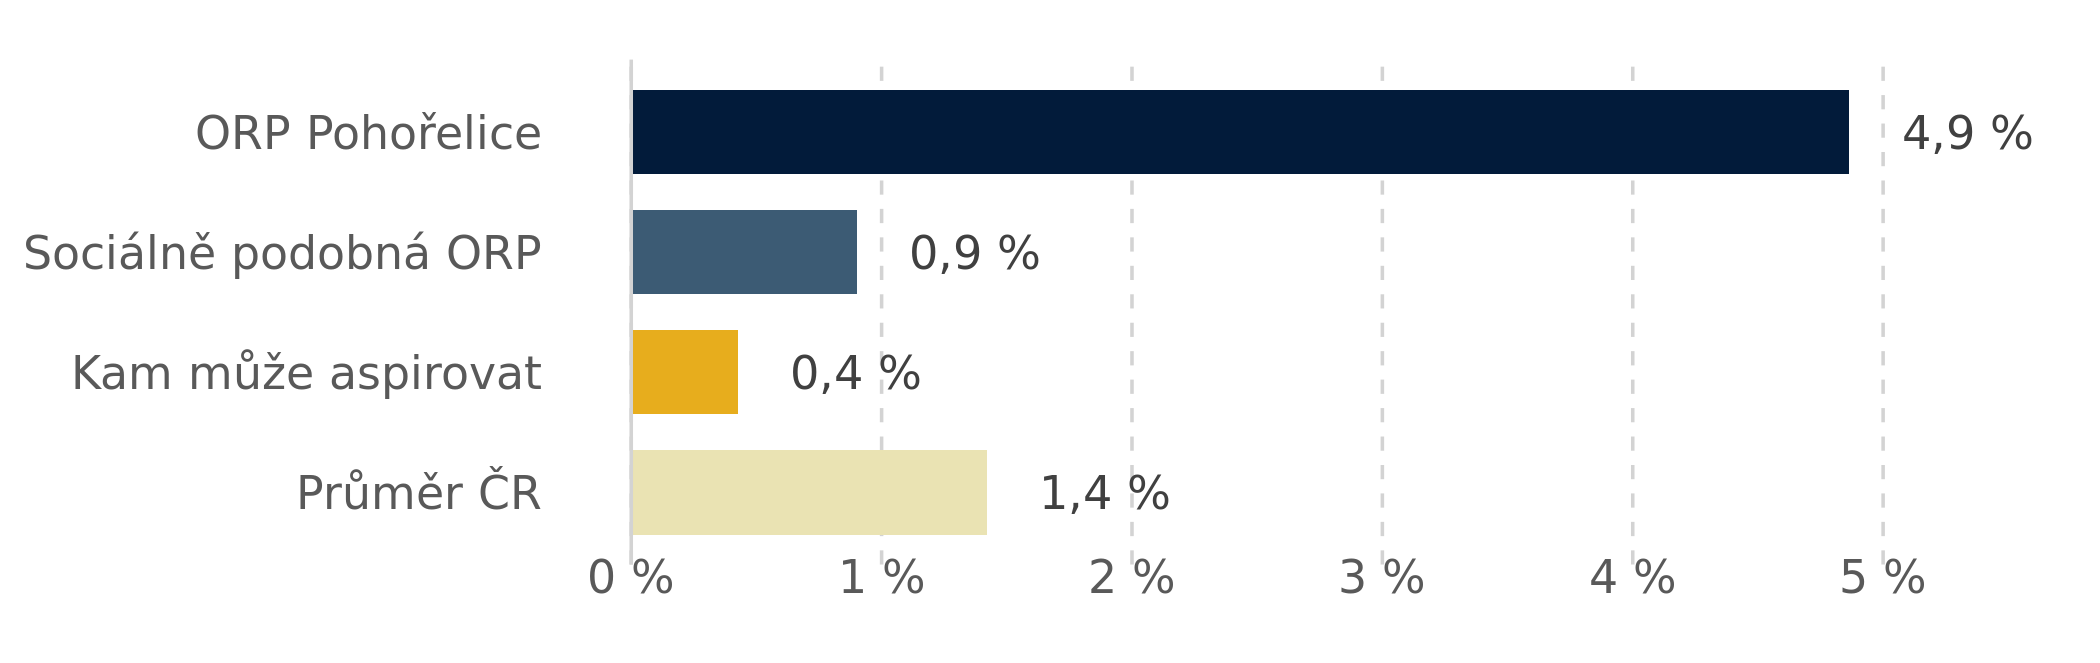 ORP Pohořelice 4,9 %
Sociálně podobná ORP 0,9 %
Kam může aspirovat 0,4 %
Průměr ČR 1,4 %
0 % 1 % 2 % 3 % 4 % 5 %